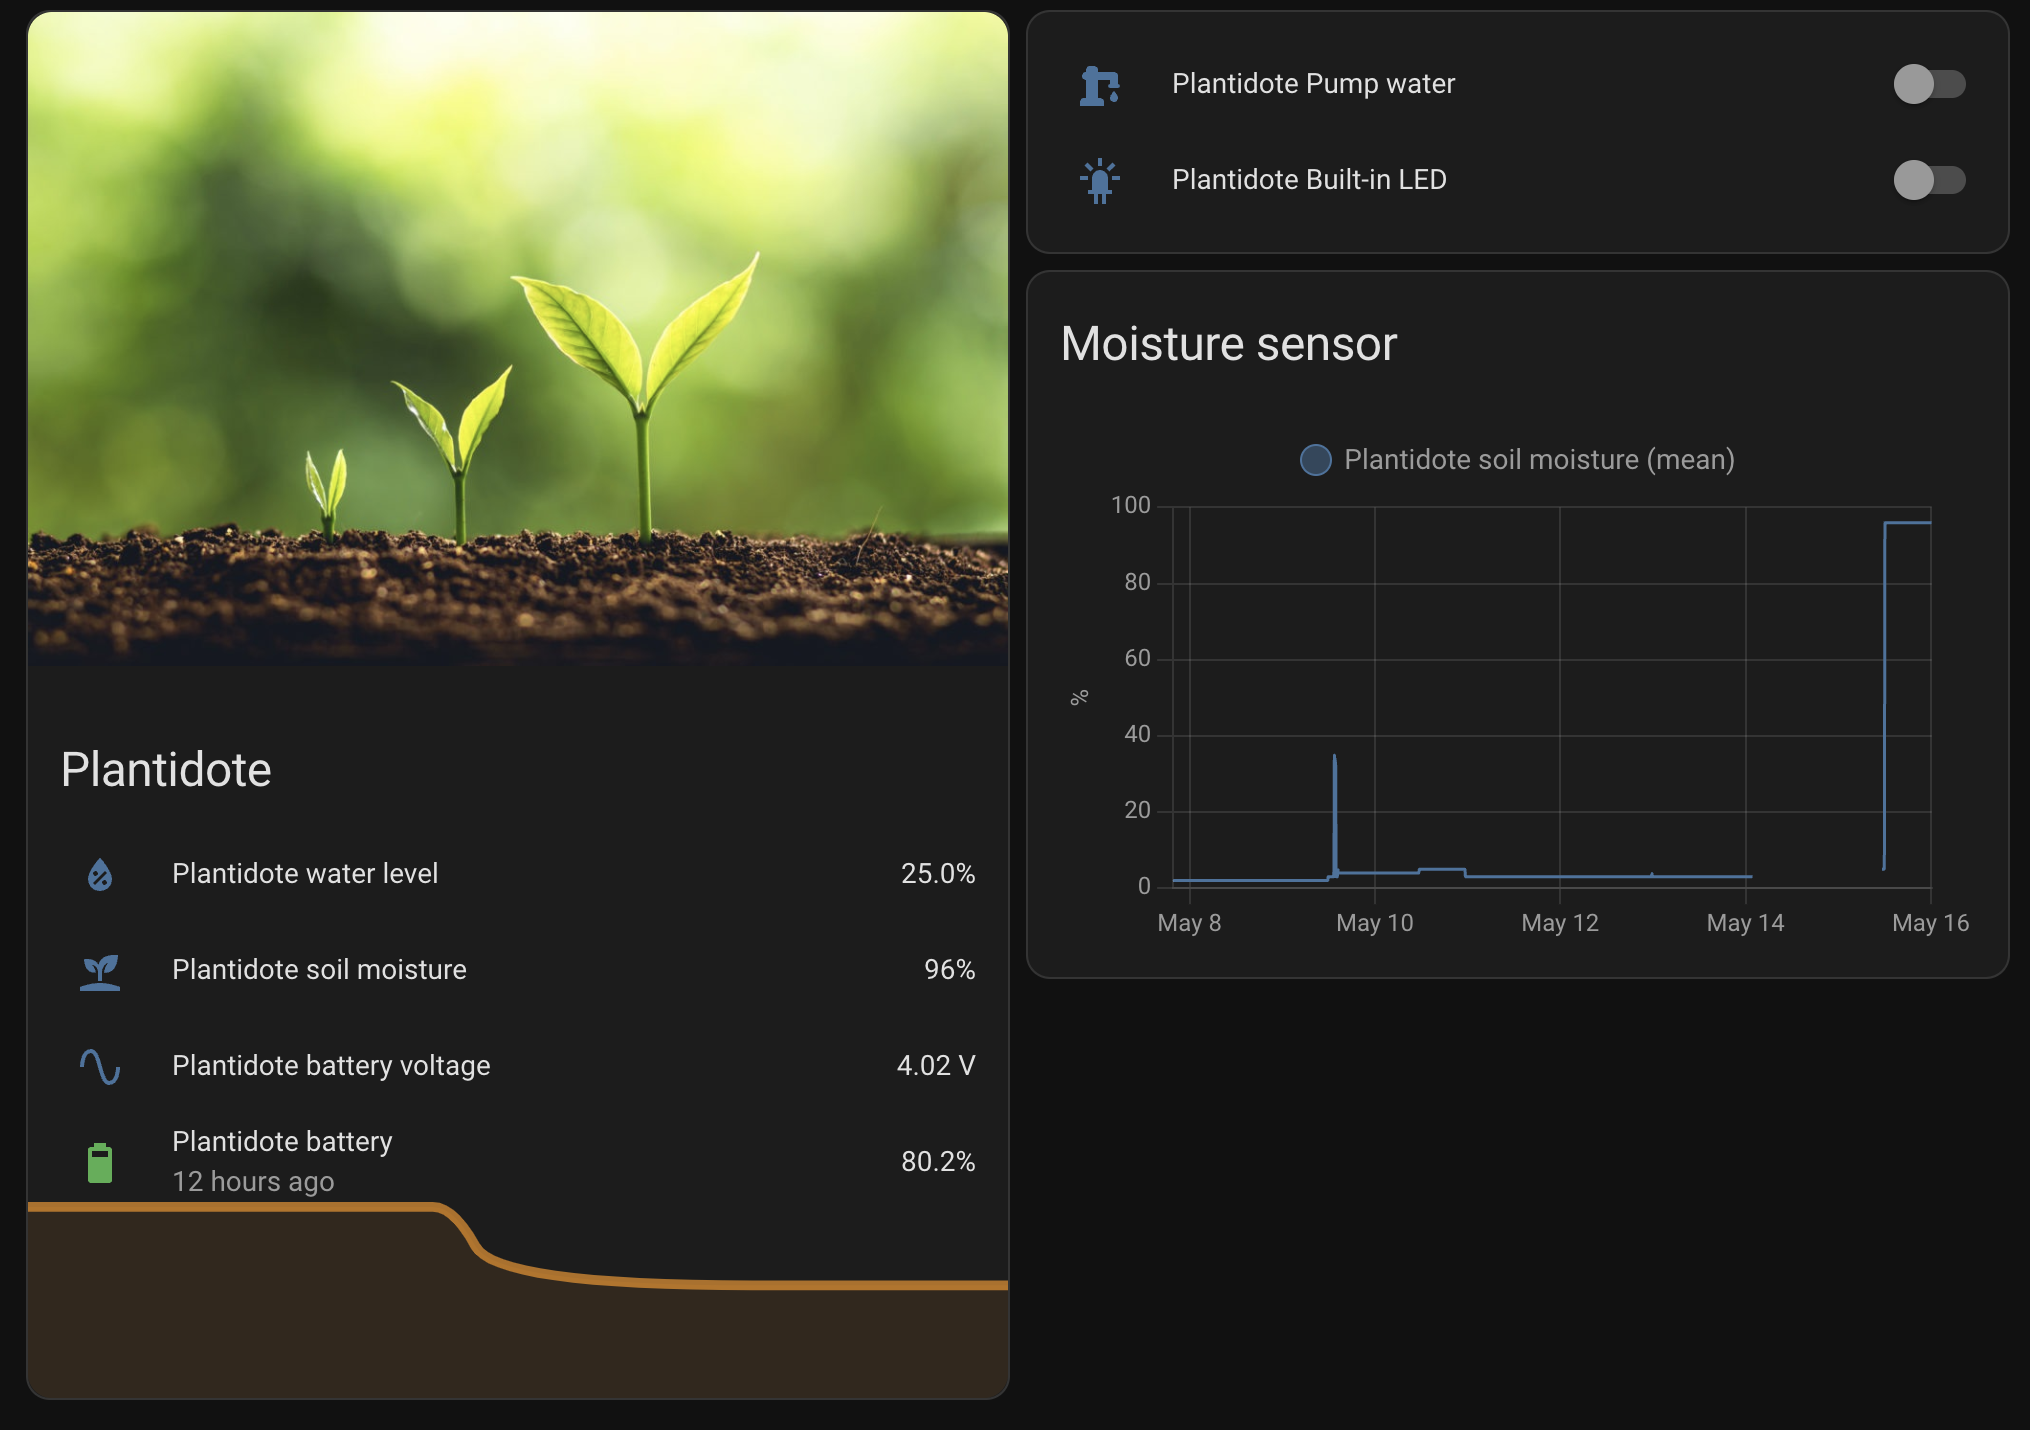 Plantidote
Plantidote water level 25.0%
Plantidote soil moisture 96%
Plantidote battery voltage 4.02 V
Plantidote battery 80.2%
12 hours ago
Plantidote Pump water
Plantidote Built-in LED
Moisture sensor
Plantidote soil moisture (mean)
100
80
60
%
40
20
0
May 8 May 10 May 12 May 14 May 16